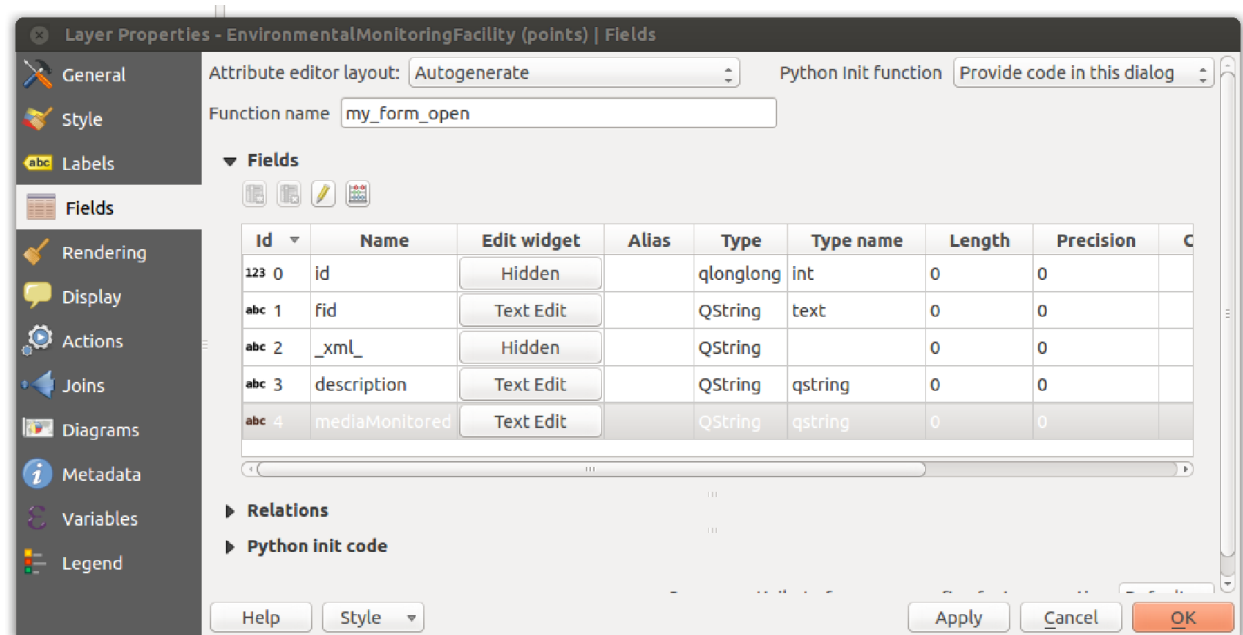 Layer Properties - EnvironmentalMonitoringFacility (points) | Fields
General
Style
Labels
Fields
Rendering
Display
Actions
Joins
Diagrams
Metadata
Variables
Legend
Attribute editor layout: Autogenerate Python Init function Provide code in this dialog
Function name my_form_open
Fields
Id Name Edit widget Alias Type Type name Length Precision C
123 0 id Hidden qlonglong int 0 0
abc 1 fid Text Edit QString text 0 0
abc 2 _xml_ Hidden QString 0 0
abc 3 description Text Edit QString qstring 0 0
abc 4 mediaMonitored Text Edit QString qstring 0 0
Relations
Python init code
Help Style Apply Cancel OK